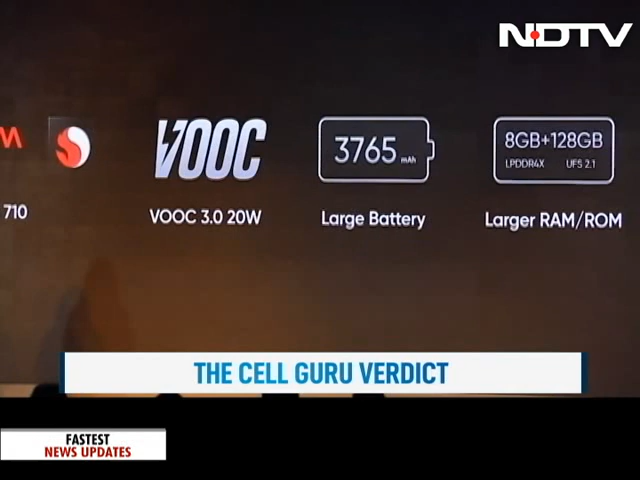 NDTV
M
710
VOOC
VOOC 3.0 20W
3765 mAh
Large Battery
8GB+128GB
LPDDR4X UFS 2.1
Larger RAM/ROM
THE CELL GURU VERDICT
FASTEST
NEWS UPDATES